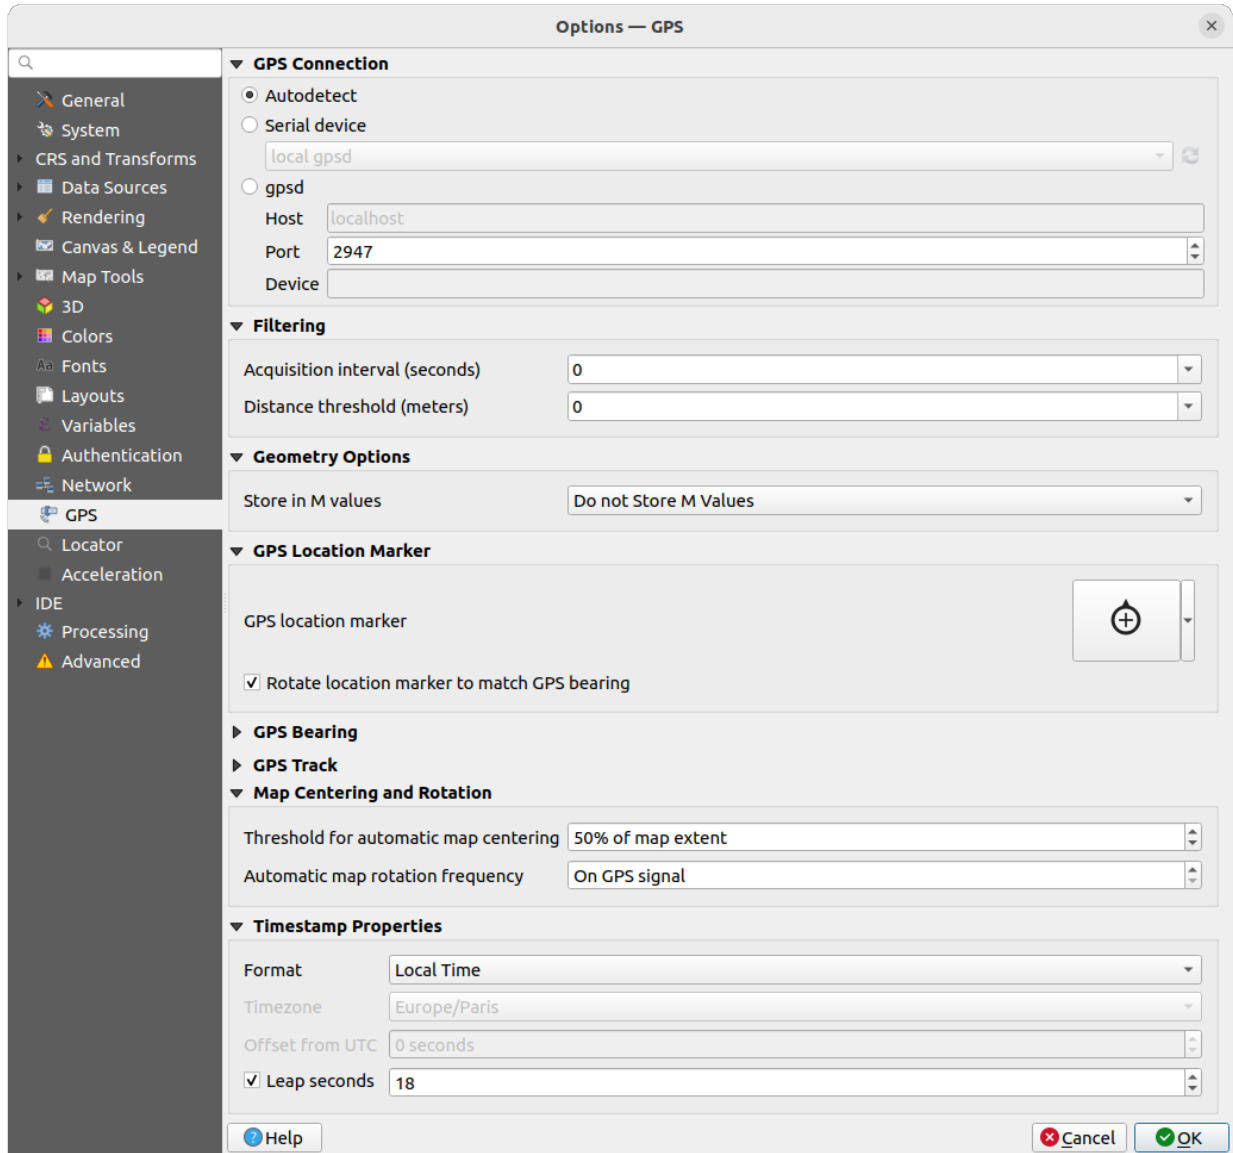 Options — GPS
General
System
CRS and Transforms
Data Sources
Rendering
Canvas & Legend
Map Tools
3D
Colors
Aa Fonts
Layouts
Variables
Authentication
Network
GPS
Locator
Acceleration
IDE
Processing
Advanced
GPS Connection
Autodetect
Serial device
local gpsd
gpsd
Host localhost
Port 2947
Device
Filtering
Acquisition interval (seconds) 0
Distance threshold (meters) 0
Geometry Options
Store in M values Do not Store M Values
GPS Location Marker
GPS location marker
Rotate location marker to match GPS bearing
GPS Bearing
GPS Track
Map Centering and Rotation
Threshold for automatic map centering 50% of map extent
Automatic map rotation frequency On GPS signal
Timestamp Properties
Format Local Time
Timezone Europe/Paris
Offset from UTC 0 seconds
Leap seconds 18
Help Cancel OK